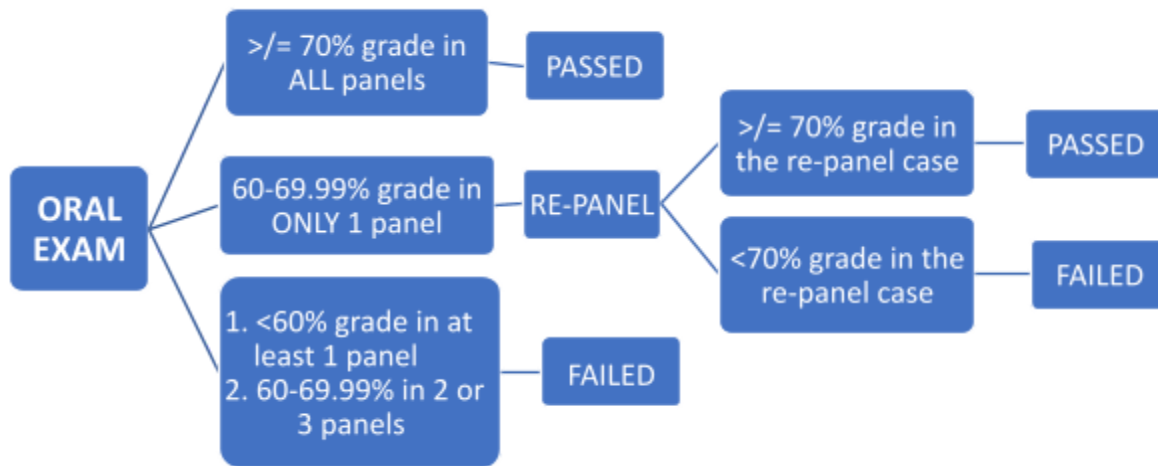 ORAL
EXAM
>/= 70% grade in
ALL panels
PASSED
60-69.99% grade in
ONLY 1 panel
RE-PANEL
>/= 70% grade in
the re-panel case
PASSED
<70% grade in the
re-panel case
FAILED
1. <60% grade in at
least 1 panel
2. 60-69.99% in 2 or
3 panels
FAILED